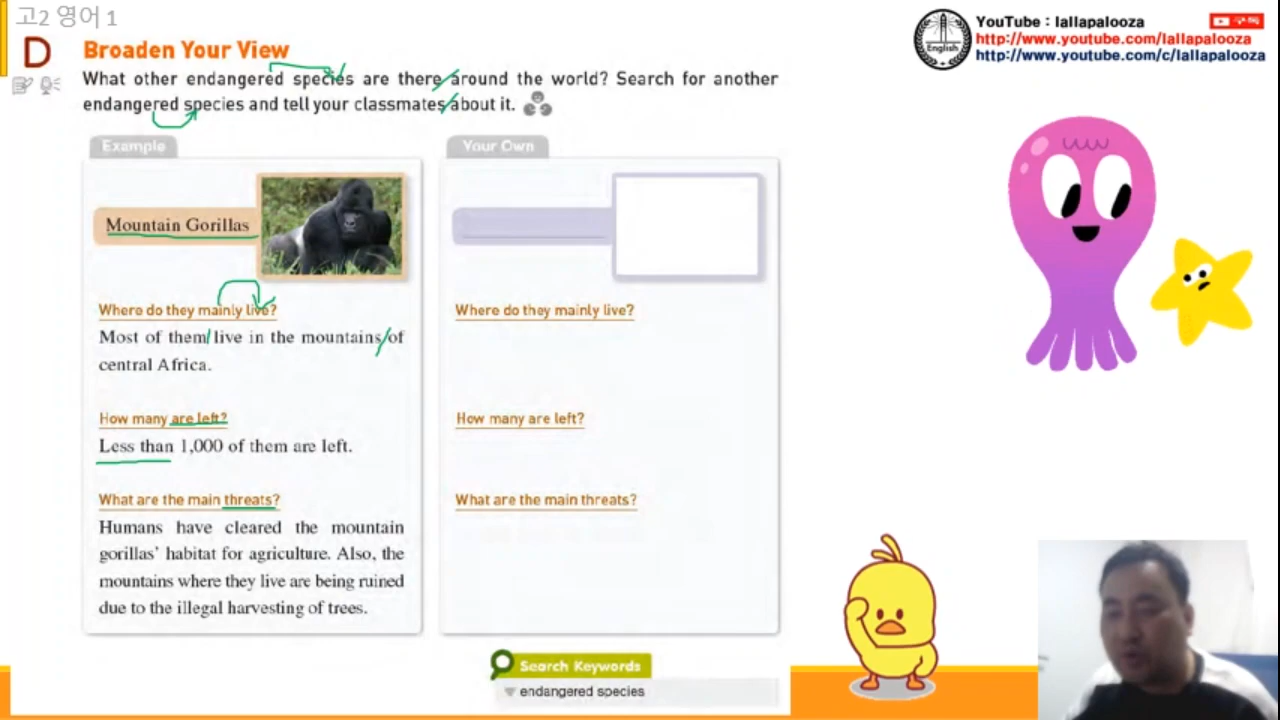 고2 영어 1
D Broaden Your View
What other endangered species are there around the world? Search for another
endangered species and tell your classmates about it.
Example
Mountain Gorillas
Where do they mainly live?
Most of them live in the mountains of
central Africa.
How many are left?
Less than 1,000 of them are left.
What are the main threats?
Humans have cleared the mountain
gorillas' habitat for agriculture. Also, the
mountains where they live are being ruined
due to the illegal harvesting of trees.
Your Own
Where do they mainly live?
How many are left?
What are the main threats?
Search Keywords
endangered species
English
YouTube : lallapalooza
구독
http://www.youtube.com/lallapalooza
http://www.youtube.com/c/lallapalooza